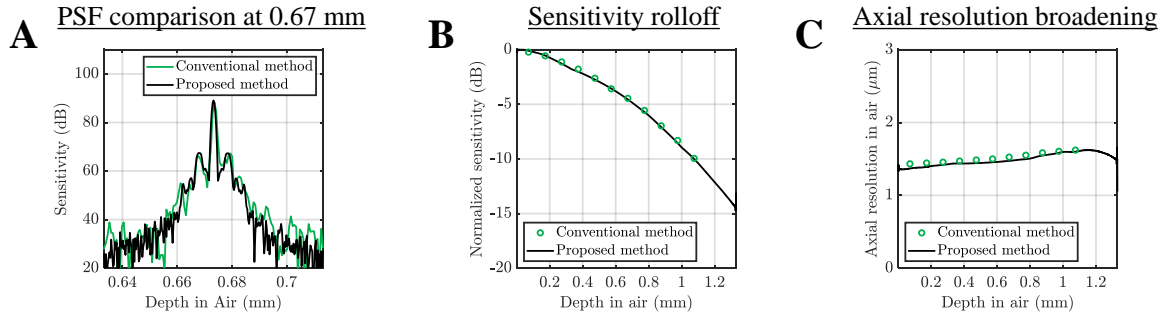 PSF comparison at 0.67 mm
A
Sensitivity (dB)
100
80
60
40
20
Conventional method
Proposed method
0.64
0.66
0.68
0.7
Depth in Air (mm)
Sensitivity rolloff
B
Normalized sensitivity (dB)
0
-5
-10
-15
-20
Conventional method
Proposed method
0
0.2
0.4
0.6
0.8
1
1.2
Depth in air (mm)
Axial resolution broadening
C
Axial resolution in air (μm)
3
2
1
0
Conventional method
Proposed method
0
0.2
0.4
0.6
0.8
1
1.2
Depth in air (mm)